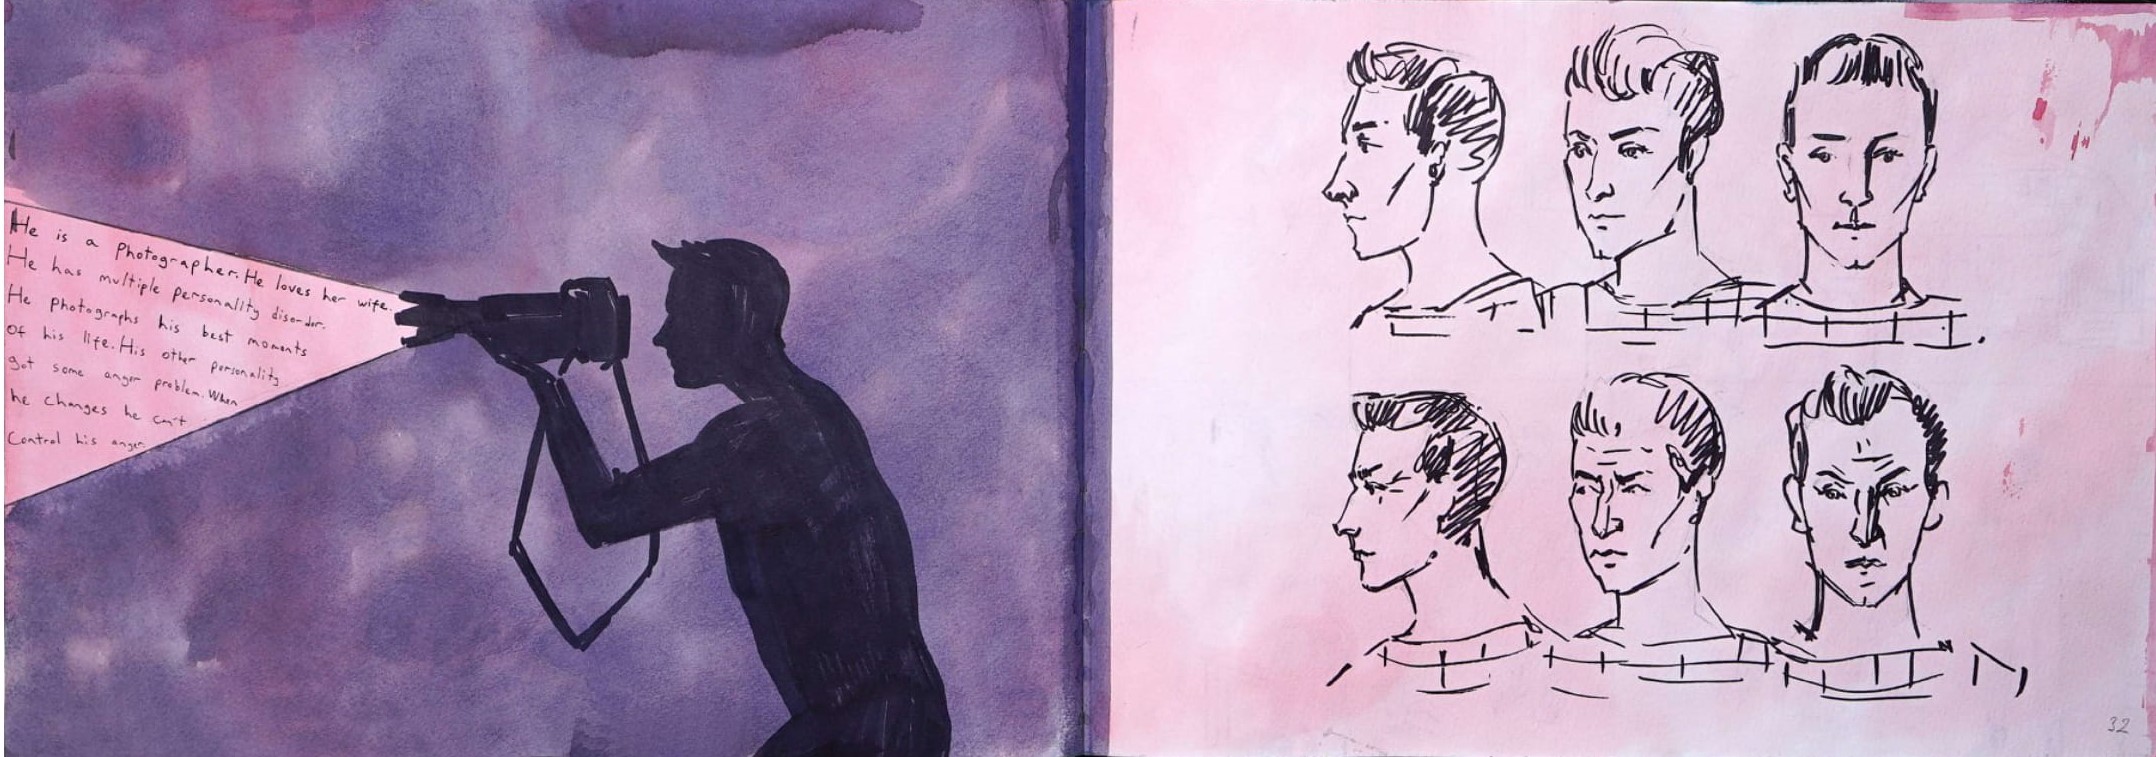 He is a photographer. He loves her wife.
He has multiple personality disorder.
He photographs his best moments
of his life. His other personality
got some anger problem. When
he changes he can't
Control his anger.
32